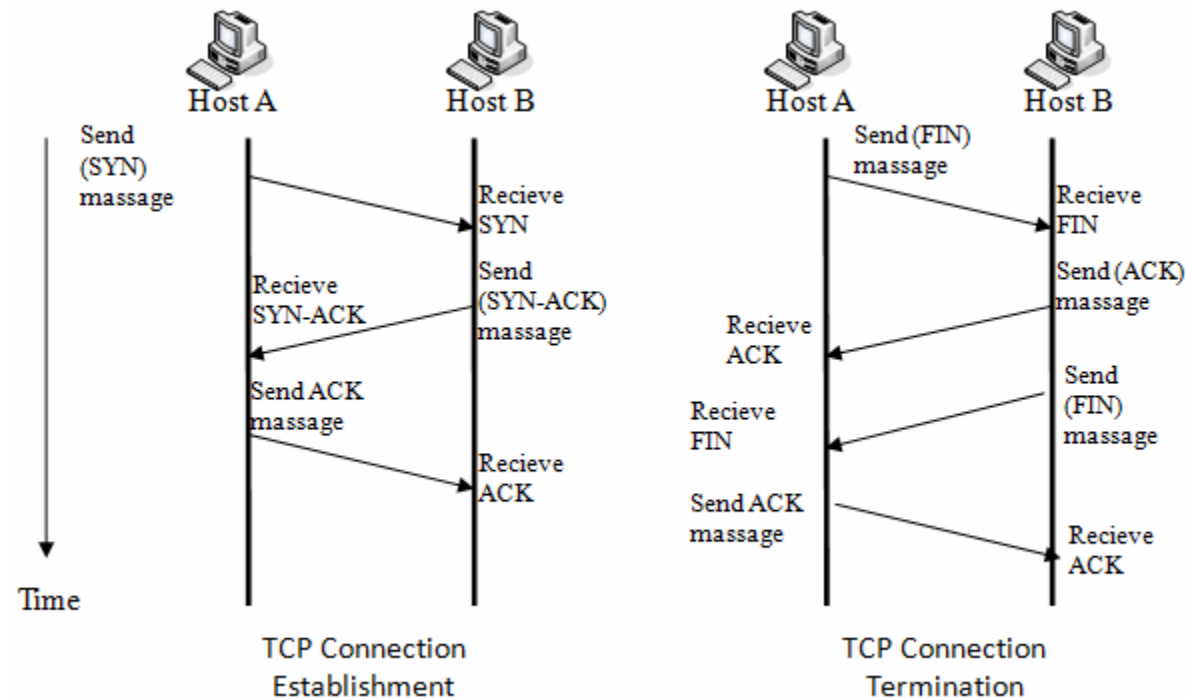 Host A
Host B
Send
(SYN)
massage
Recieve
SYN
Send
(SYN-ACK)
massage
Recieve
SYN-ACK
Send ACK
massage
Recieve
ACK
Time
TCP Connection
Establishment
Host A
Host B
Send (FIN)
massage
Recieve
FIN
Send (ACK)
massage
Recieve
ACK
Send
(FIN)
massage
Recieve
FIN
Send ACK
massage
Recieve
ACK
TCP Connection
Termination